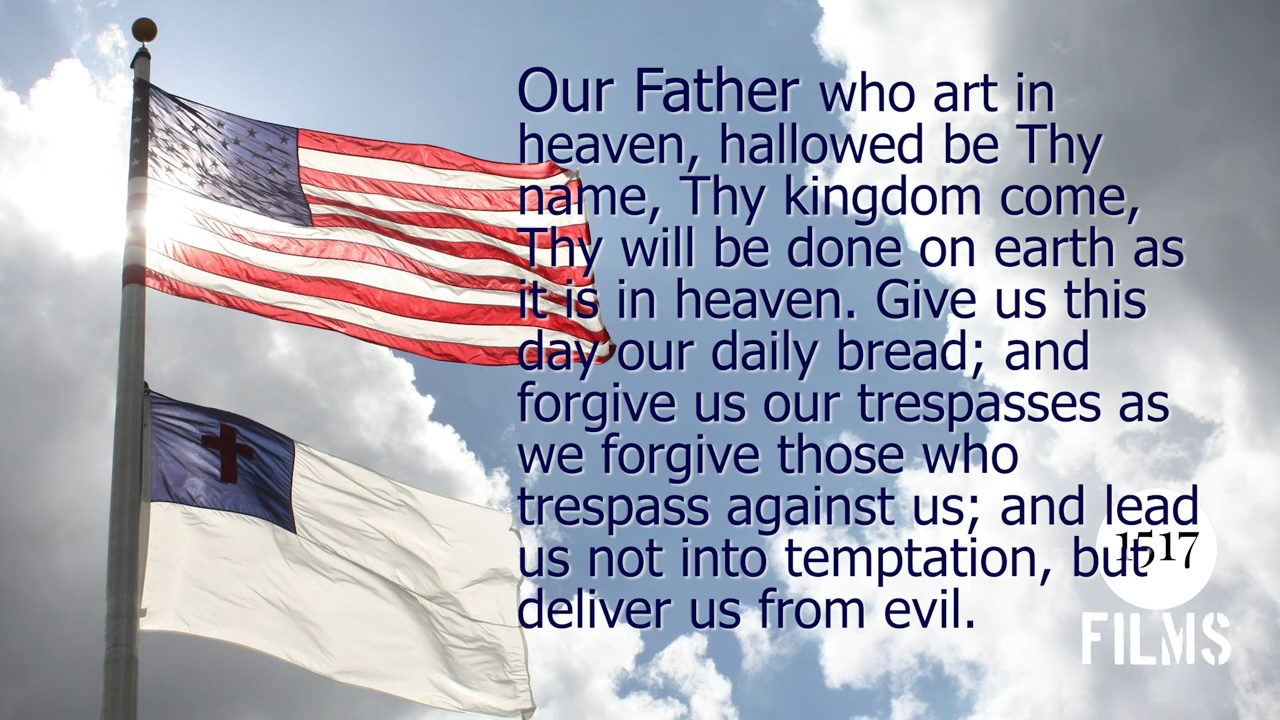 Our Father who art in
heaven, hallowed be Thy
name, Thy kingdom come,
Thy will be done on earth as
it is in heaven. Give us this
day our daily bread; and
forgive us our trespasses as
we forgive those who
trespass against us; and lead
us not into temptation, but
deliver us from evil.
1517
FILMS